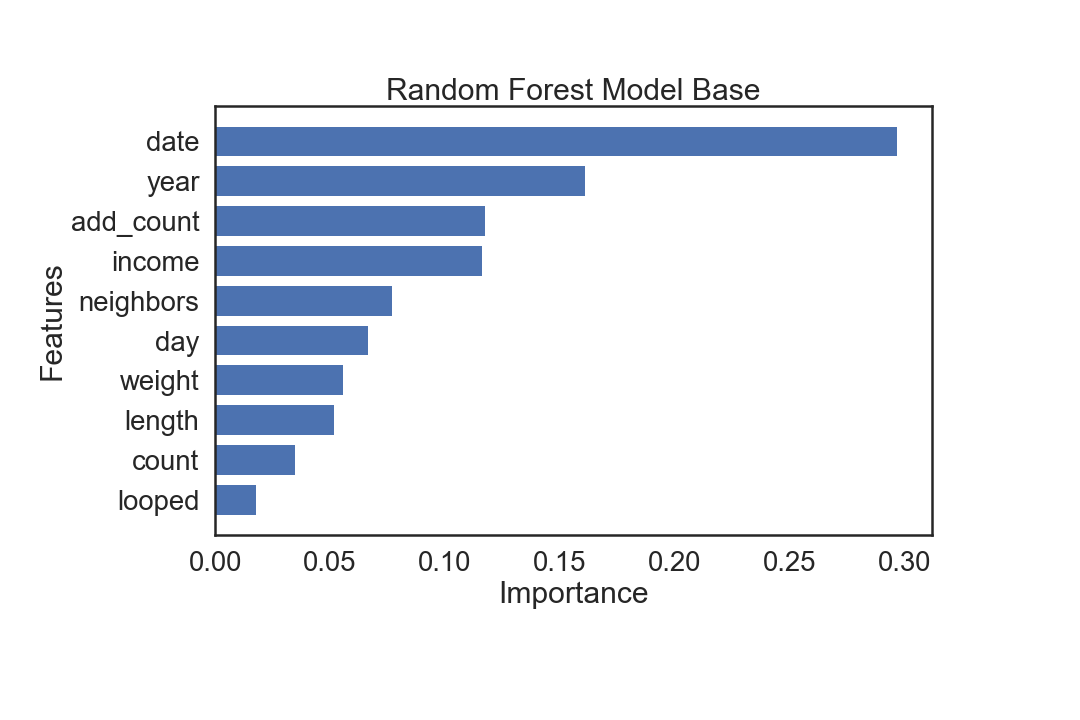 Random Forest Model Base
Features
date
year
add_count
income
neighbors
day
weight
length
count
looped
0.00 0.05 0.10 0.15 0.20 0.25 0.30
Importance